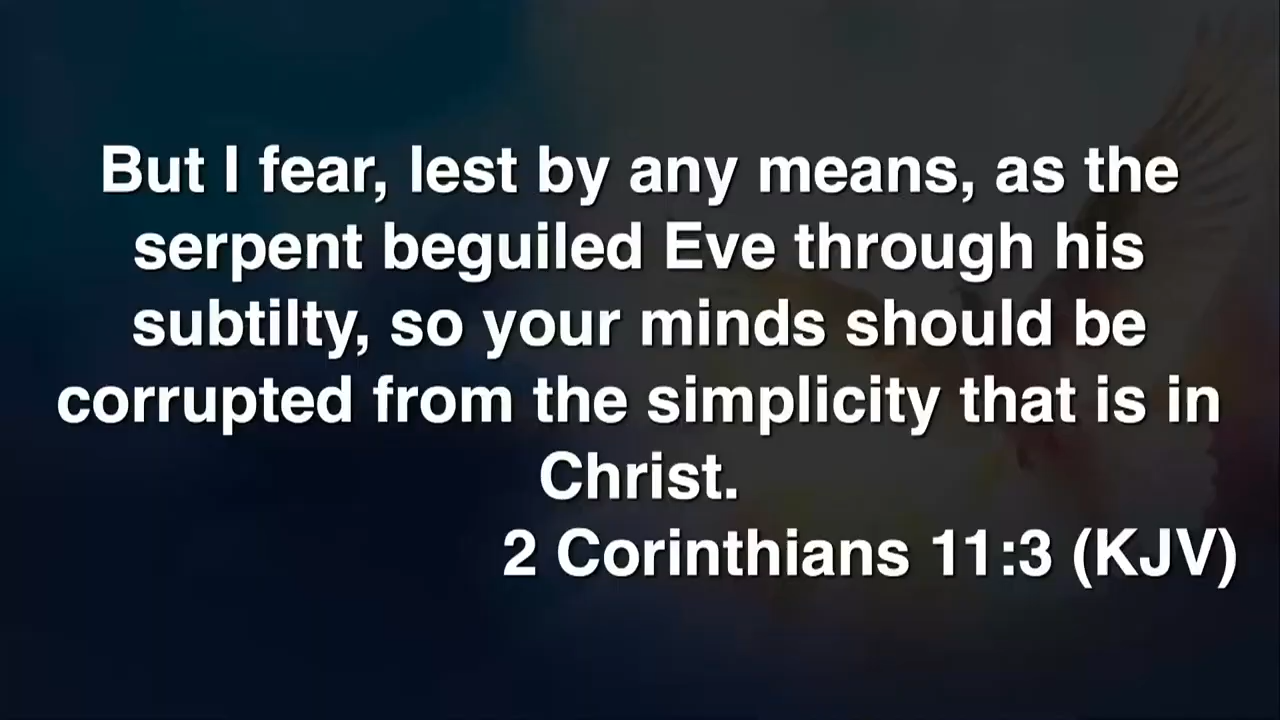 But I fear, lest by any means, as the
serpent beguiled Eve through his
subtilty, so your minds should be
corrupted from the simplicity that is in
Christ.
2 Corinthians 11:3 (KJV)